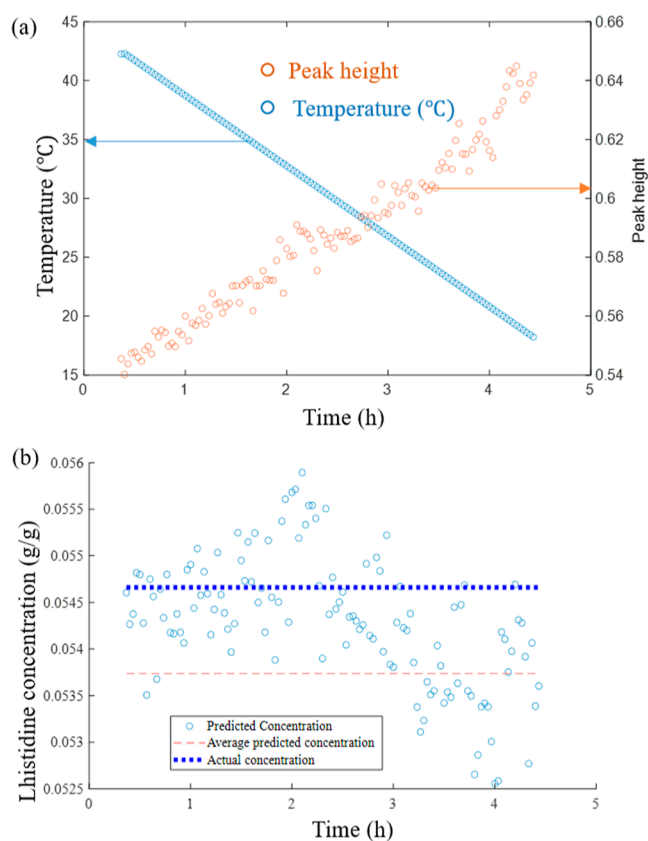 (a)
45
40
35
30
25
20
15
Temperature (°C)
0.66
0.64
0.62
0.6
0.58
0.56
0.54
Peak height
Peak height
Temperature (°C)
0 1 2 3 4 5
Time (h)
(b)
0.056
0.0555
0.055
0.0545
0.054
0.0535
0.053
0.0525
Lhistidine concentration (g/g)
Predicted Concentration
Average predicted concentration
Actual concentration
0 1 2 3 4 5
Time (h)